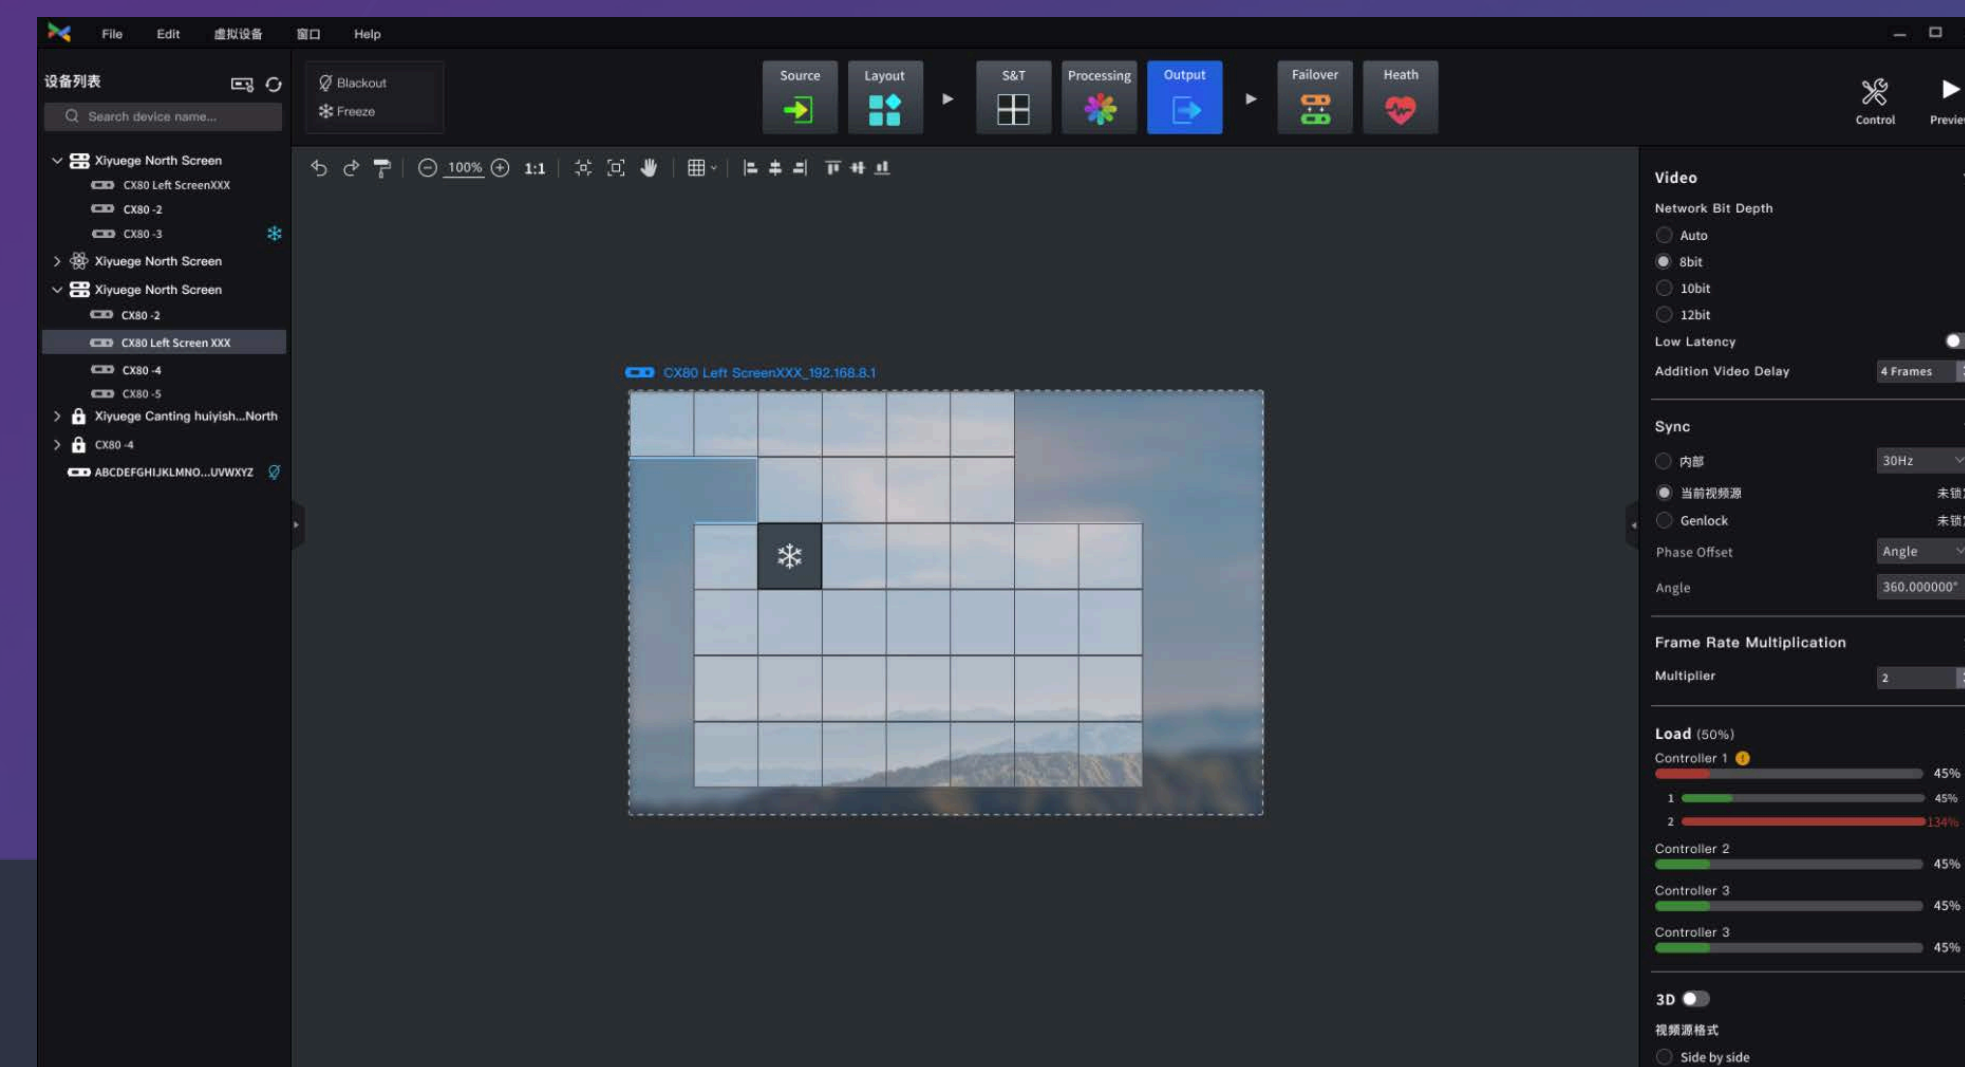 File Edit 虚拟设备 窗口 Help
设备列表
Search device name...
Xiyuege North Screen
CX80 Left ScreenXXX
CX80 -2
CX80 -3
Xiyuege North Screen
Xiyuege North Screen
CX80 -2
CX80 Left Screen XXX
CX80 -4
CX80 -5
Xiyuege Canting huiyish...North
CX80 -4
ABCDEFGHIJKLMNO...UVWXYZ
Blackout
Freeze
Source Layout S&T Processing Output Failover Heath
Control
100% 1:1
CX80 Left ScreenXXX_192.168.8.1
Video
Network Bit Depth
Auto
8bit
10bit
12bit
Low Latency
Addition Video Delay 4 Frames
Sync
内部 30Hz
当前视频源 未锁
Genlock 未锁
Phase Offset Angle
Angle 360.000000°
Frame Rate Multiplication
Multiplier 2
Load (50%)
Controller 1
45%
1 45%
2 134%
Controller 2
45%
Controller 3
45%
Controller 3
45%
3D
视频源格式
Side by side